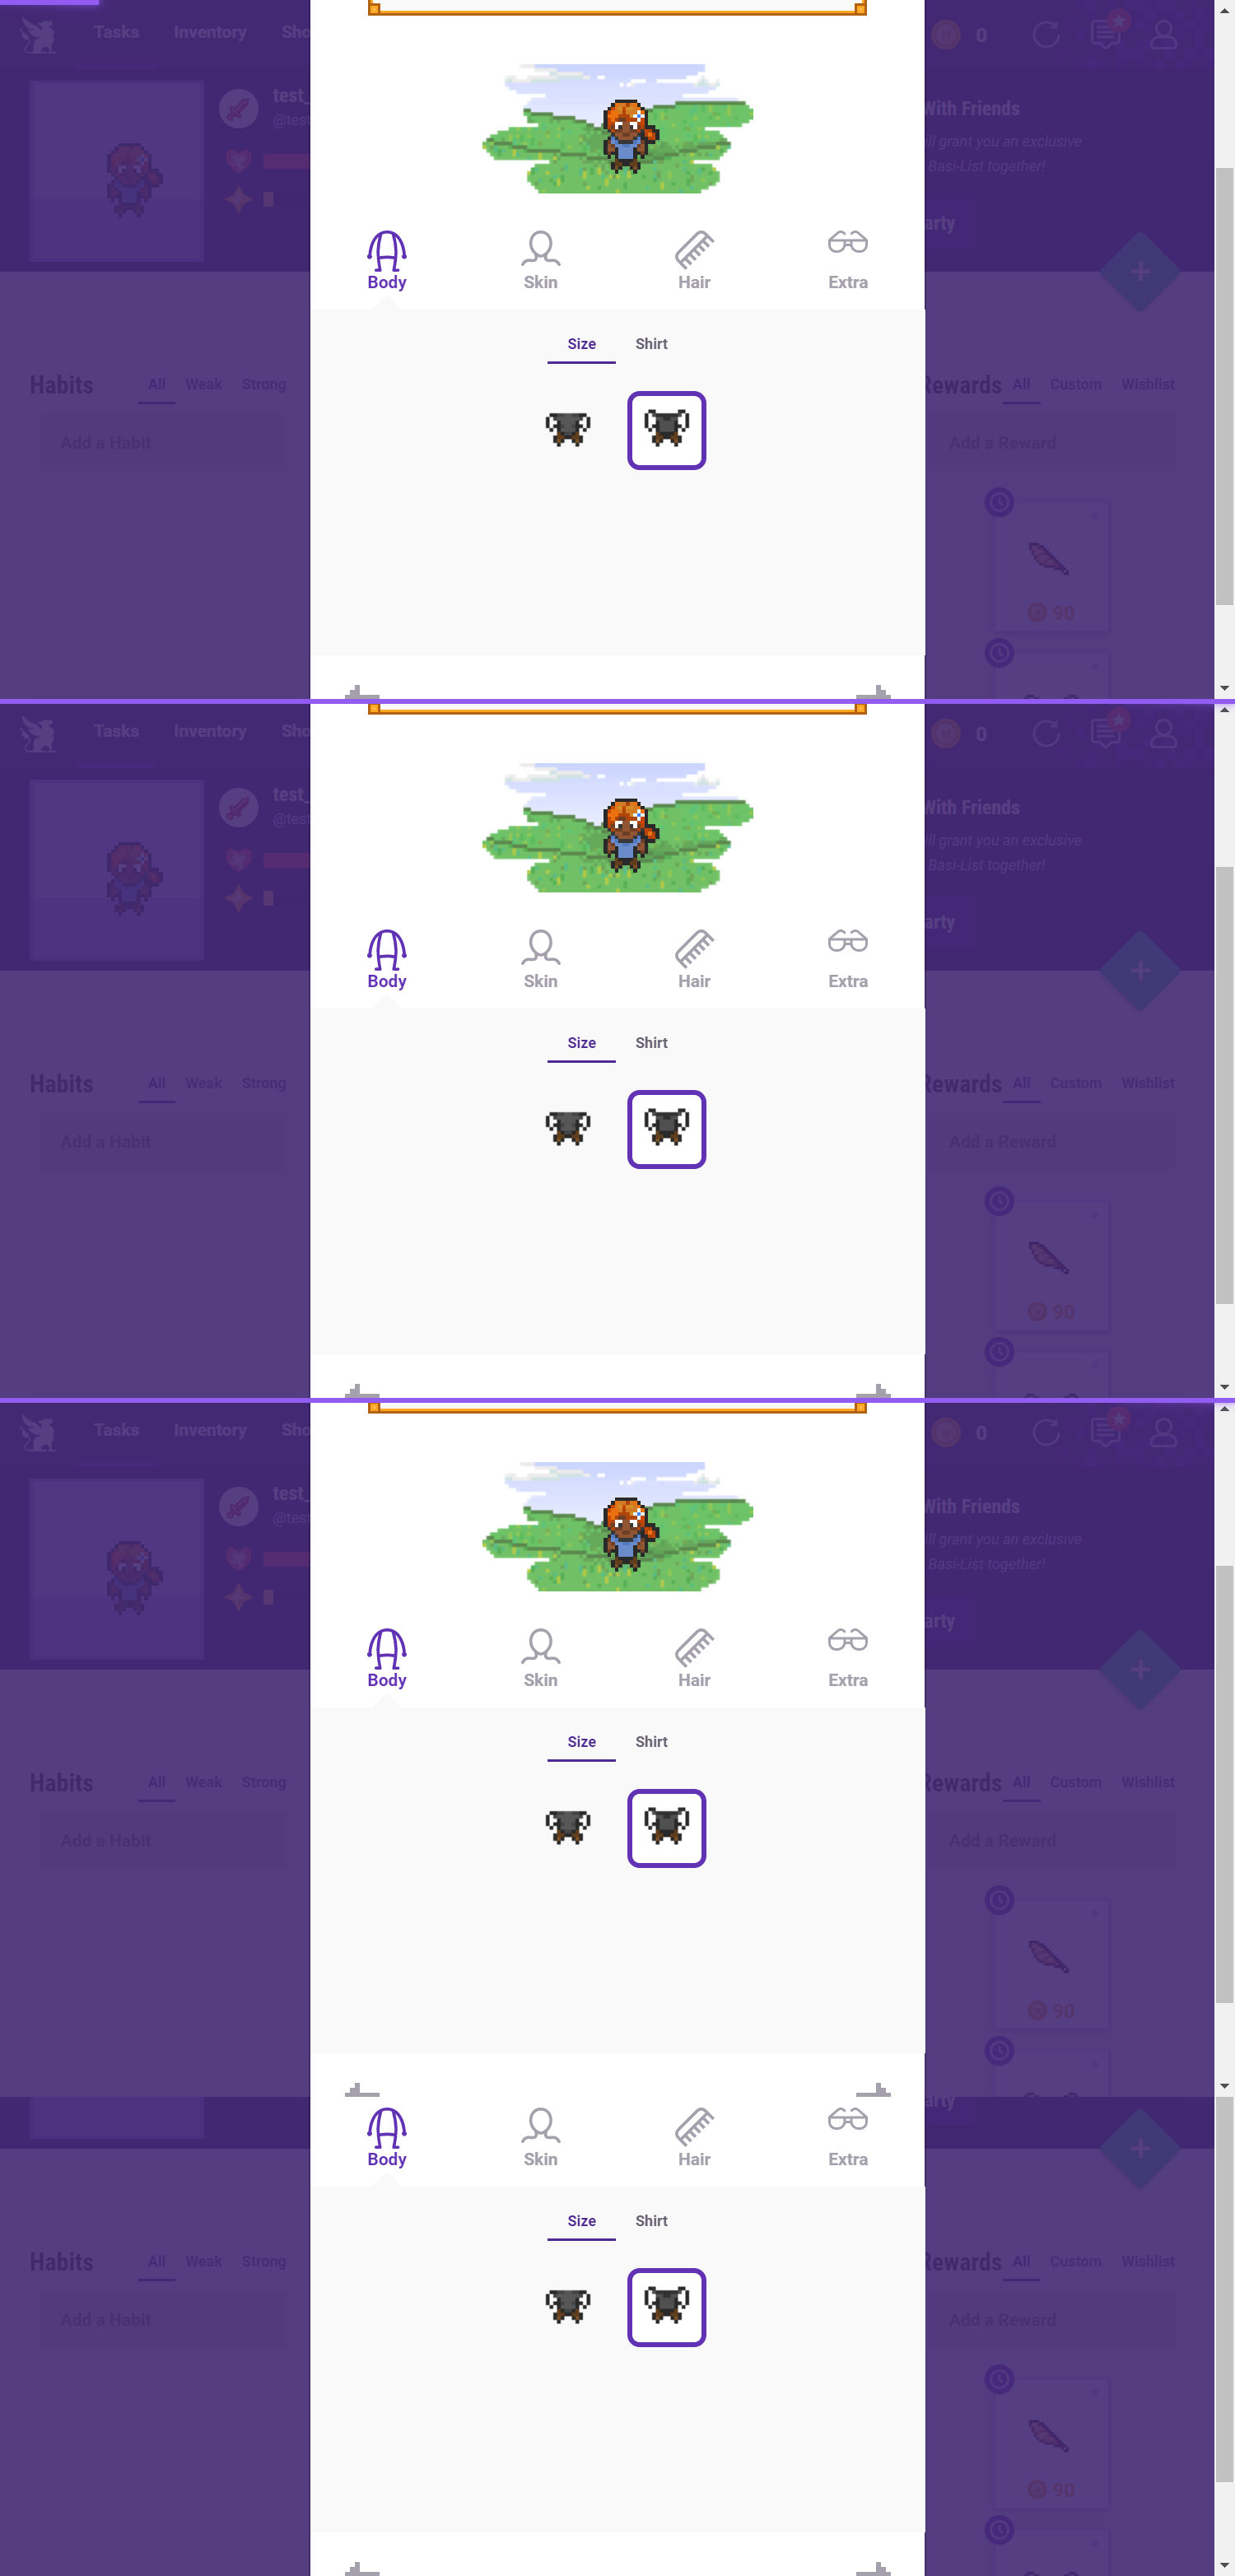 Tasks Inventory Sho 0
test_
@test
With Friends
ill grant you an exclusive
Basi-List together!
arty
Body Skin Hair Extra
Size Shirt
Habits All Weak Strong
Rewards All Custom Wishlist
Add a Habit
Add a Reward
90
Tasks Inventory Sho 0
test_
@test
With Friends
ill grant you an exclusive
Basi-List together!
arty
Body Skin Hair Extra
Size Shirt
Habits All Weak Strong
Rewards All Custom Wishlist
Add a Habit
Add a Reward
90
Tasks Inventory Sho 0
test_
@test
With Friends
ill grant you an exclusive
Basi-List together!
arty
Body Skin Hair Extra
Size Shirt
Habits All Weak Strong
Rewards All Custom Wishlist
Add a Habit
Add a Reward
90
arty
Body Skin Hair Extra
Size Shirt
Habits All Weak Strong
Rewards All Custom Wishlist
Add a Habit
Add a Reward
90